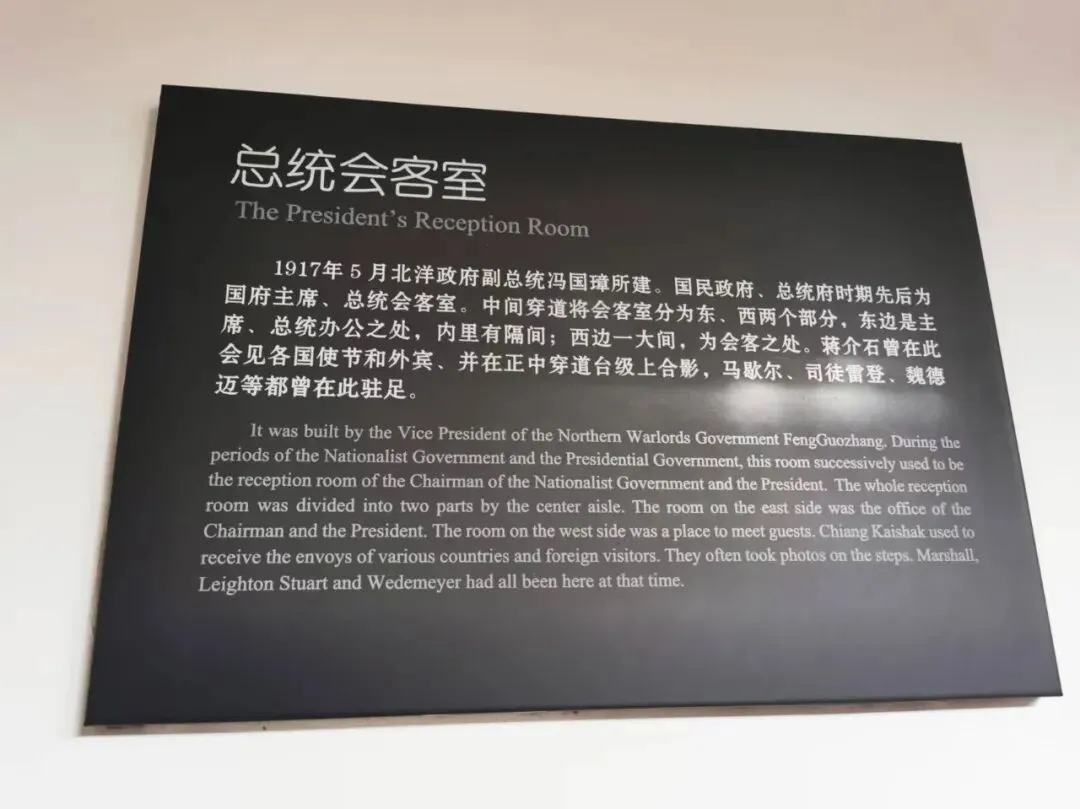 总统会客室
The President's Reception Room
1917年5月北洋政府副总统冯国璋所建。国民政府、总统府时期先后为
国府主席、总统会客室。中间穿道将会客室分为东、西两个部分，东边是主
席、总统办公之处，内里有隔间；西边一大间，为会客之处。蒋介石曾在此
会见各国使节和外宾、并在正中穿道台级上合影，马歇尔、司徒雷登、魏德
迈等都曾在此驻足。
It was built by the Vice President of the Northern Warlords Government FengGuozhang. During the
periods of the Nationalist Government and the Presidential Government, this room successively used to be
the reception room of the Chairman of the Nationalist Government and the President. The whole reception
room was divided into two parts by the center aisle. The room on the east side was the office of the
Chairman and the President. The room on the west side was a place to meet guests. Chiang Kaishak used to
receive the envoys of various countries and foreign visitors. They often took photos on the steps. Marshall,
Leighton Stuart and Wedemeyer had all been here at that time.